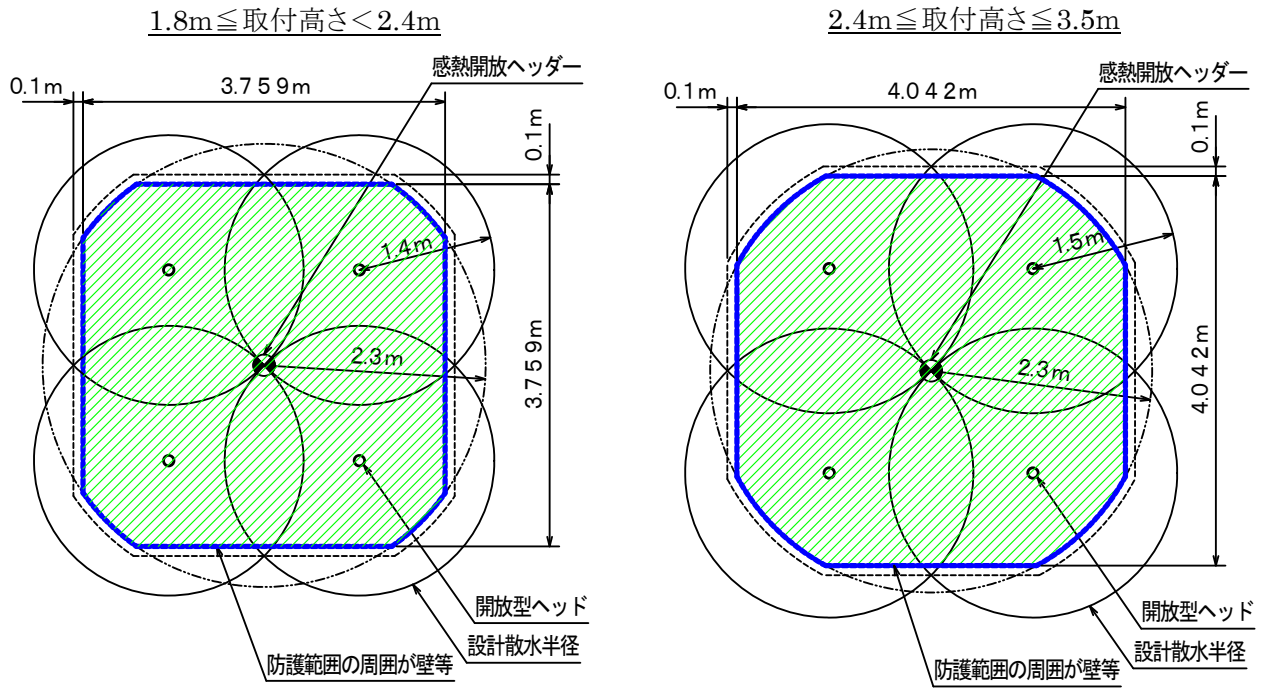 1.8m≦取付高さ<2.4m
感熱開放ヘッダー
0.1m
3.759m
0.1m
1.4m
2.3m
3.759m
開放型ヘッド
設計散水半径
防護範囲の周囲が壁等
2.4m≦取付高さ≦3.5m
感熱開放ヘッダー
0.1m
4.042m
0.1m
1.5m
2.3m
4.042m
開放型ヘッド
設計散水半径
防護範囲の周囲が壁等